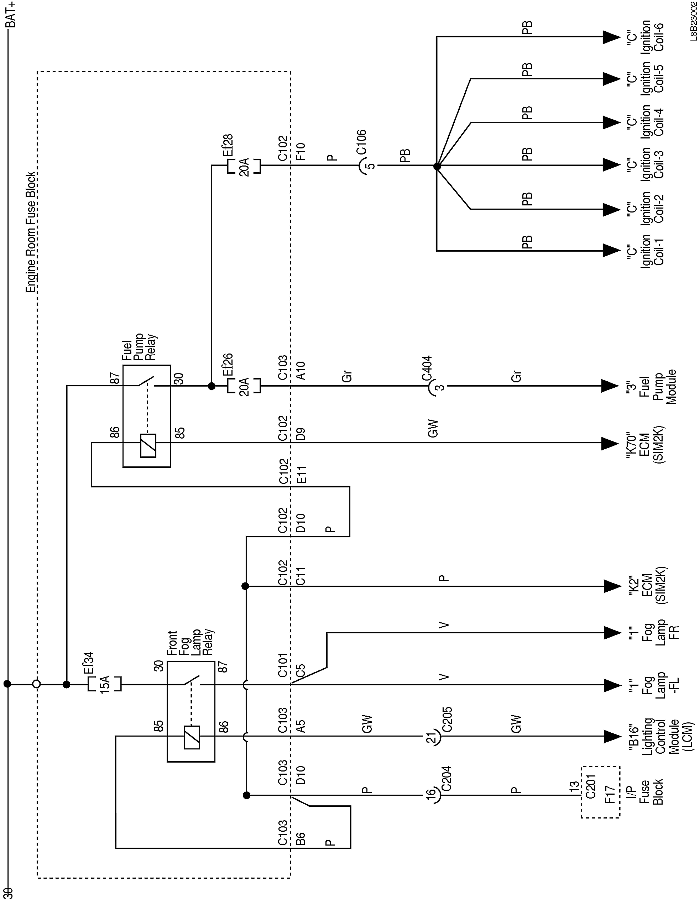 30
BAT+
Engine Room Fuse Block
Ef34
15A
Front
Fog
Lamp
Relay
30
87
85
86
Fuel
Pump
Relay
87
30
86
85
Ef26
20A
Ef28
20A
C103
B6
P
C103
D10
P
16
C204
P
13
C201
F17
I/P
Fuse
Block
C103
A5
GW
21
C205
GW
"B16"
Lighting
Control
Module
(LCM)
C101
C5
V
"1"
Fog
Lamp
-FL
V
"1"
Fog
Lamp
FR
C102
C11
P
"K2"
ECM
(SIM2K)
C102
D10
P
C102
E11
C102
D9
GW
"K70"
ECM
(SIM2K)
C103
A10
Gr
C404
3
Gr
"3"
Fuel
Pump
Module
C102
F10
P
C106
5
PB
PB
"C"
Ignition
Coil-1
PB
"C"
Ignition
Coil-2
PB
"C"
Ignition
Coil-3
PB
"C"
Ignition
Coil-4
PB
"C"
Ignition
Coil-5
PB
"C"
Ignition
Coil-6
L8B2S002